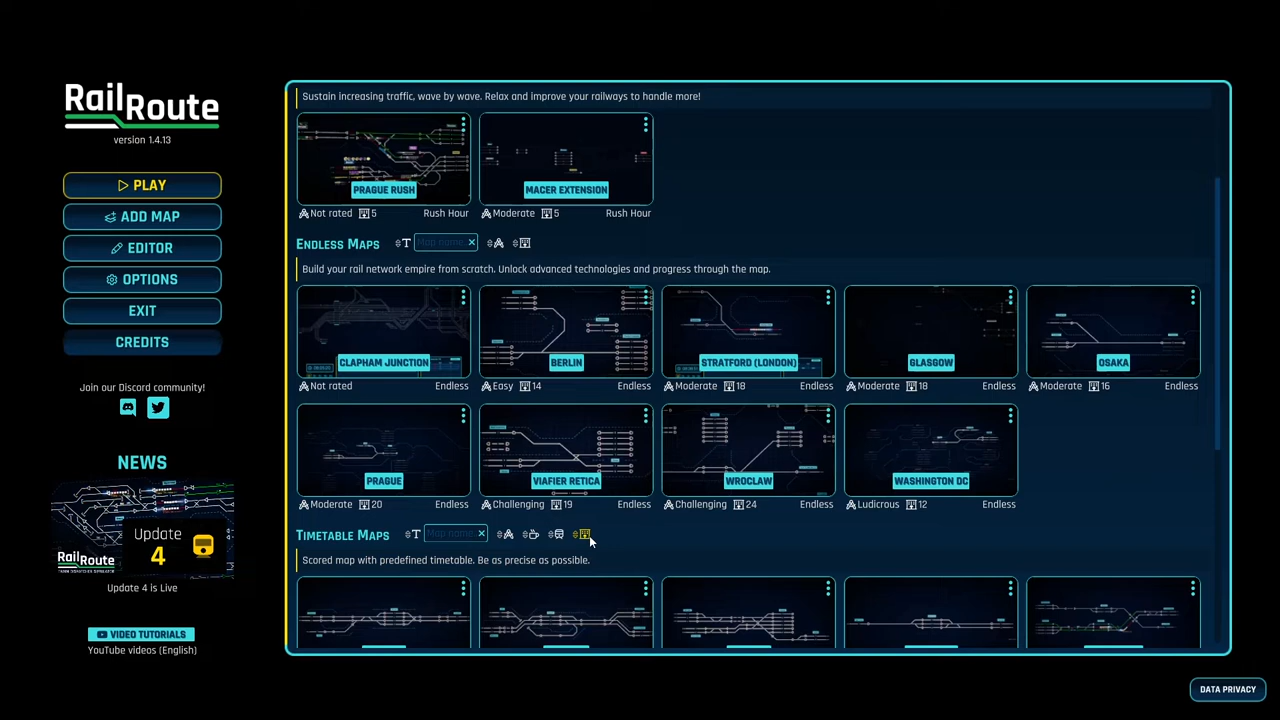 RailRoute
version 1.4.13
PLAY
ADD MAP
EDITOR
OPTIONS
EXIT
CREDITS
Join our Discord community!
NEWS
Update
4
RailRoute
Update 4 is Live
VIDEO TUTORIALS
YouTube videos (English)
Sustain increasing traffic, wave by wave. Relax and improve your railways to handle more!
PRAGUE RUSH
MACER EXTENSION
Not rated 5 Rush Hour
Moderate 5 Rush Hour
ENDLESS MAPS
T Map name ×
Build your rail network empire from scratch. Unlock advanced technologies and progress through the map.
CLAPHAM JUNCTION
BERLIN
STRATFORD (LONDON)
GLASGOW
OSAKA
Not rated Endless
Easy 14 Endless
Moderate 18 Endless
Moderate 18 Endless
Moderate 16 Endless
PRAGUE
VIAFIER RETICA
WROCLAW
WASHINGTON DC
Moderate 20 Endless
Challenging 19 Endless
Challenging 24 Endless
Ludicrous 12 Endless
TIMETABLE MAPS
T Map name ×
Scored map with predefined timetable. Be as precise as possible.
DATA PRIVACY